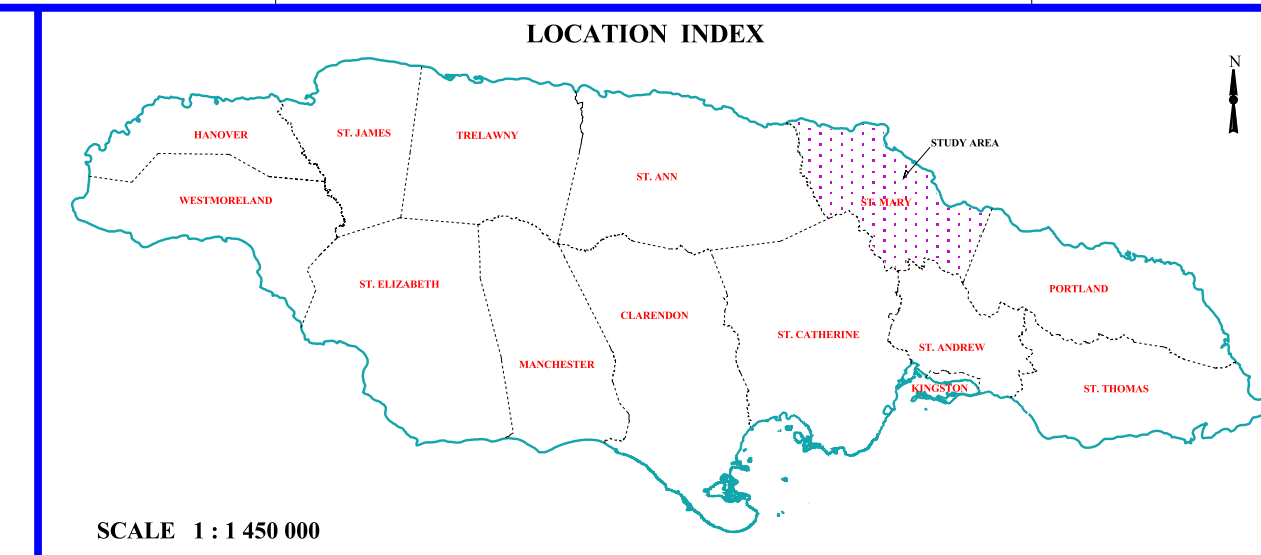 LOCATION INDEX
N
HANOVER
ST. JAMES
TRELAWNY
STUDY AREA
ST. ANN
WESTMORELAND
ST. MARY
ST. ELIZABETH
PORTLAND
CLARENDON
ST. CATHERINE
ST. ANDREW
MANCHESTER
KINGSTON
ST. THOMAS
SCALE 1 : 1 450 000